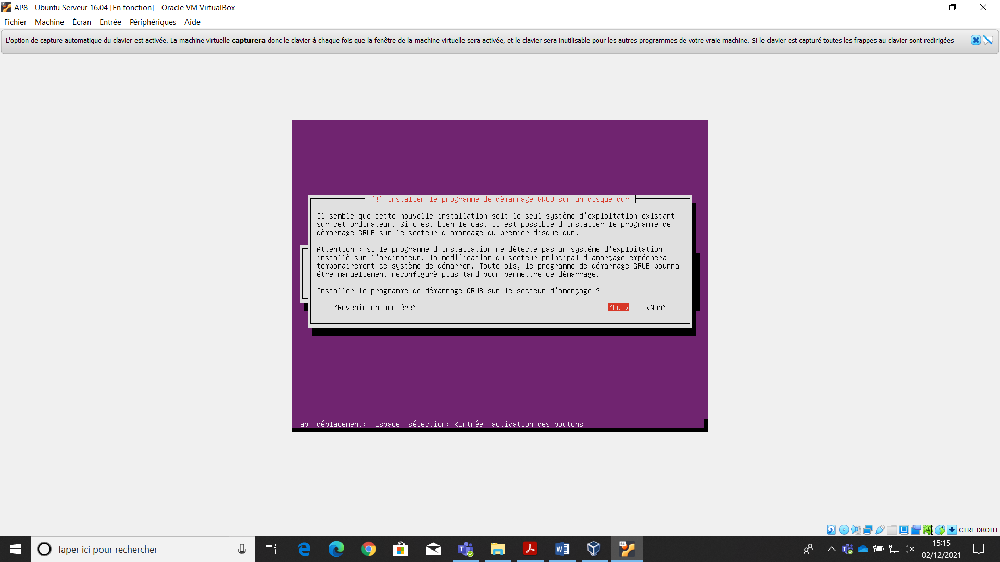 AP8 - Ubuntu Serveur 16.04 [En fonction] - Oracle VM VirtualBox
Fichier Machine Écran Entrée Périphériques Aide
L'option de capture automatique du clavier est activée. La machine virtuelle capturera donc le clavier à chaque fois que la fenêtre de la machine virtuelle sera activée, et le clavier sera inutilisable pour les autres programmes de votre vraie machine. Si le clavier est capturé toutes les frappes au clavier sont redirigées
[!] Installer le programme de démarrage GRUB sur un disque dur
Il semble que cette nouvelle installation soit le seul système d'exploitation existant
sur cet ordinateur. Si c'est bien le cas, il est possible d'installer le programme de
démarrage GRUB sur le secteur d'amorçage du premier disque dur.
Attention : si le programme d'installation ne détecte pas un système d'exploitation
installé sur l'ordinateur, la modification du secteur principal d'amorçage empêchera
temporairement ce système de démarrer. Toutefois, le programme de démarrage GRUB pourra
être manuellement reconfiguré plus tard pour permettre ce démarrage.
Installer le programme de démarrage GRUB sur le secteur d'amorçage ?
<Revenir en arrière> <Oui> <Non>
<Tab> déplacement; <Espace> sélection; <Entrée> activation des boutons
CTRL DROITE
Taper ici pour rechercher
15:15
02/12/2021